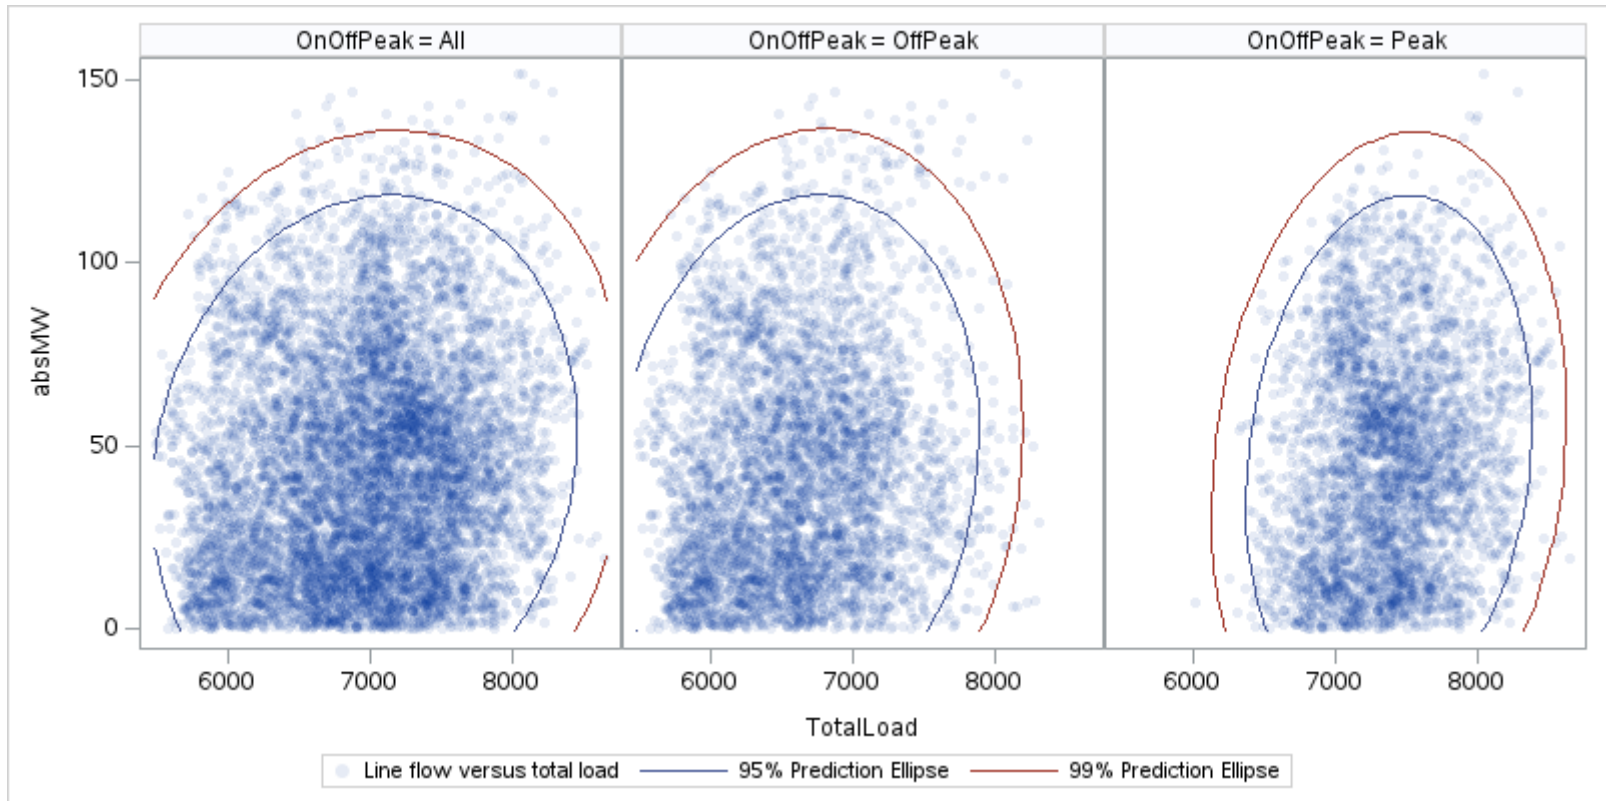 OnOffPeak = All
OnOffPeak = OffPeak
OnOffPeak = Peak
150
100
50
0
absMW
6000 7000 8000
6000 7000 8000
6000 7000 8000
TotalLoad
Line flow versus total load
95% Prediction Ellipse
99% Prediction Ellipse